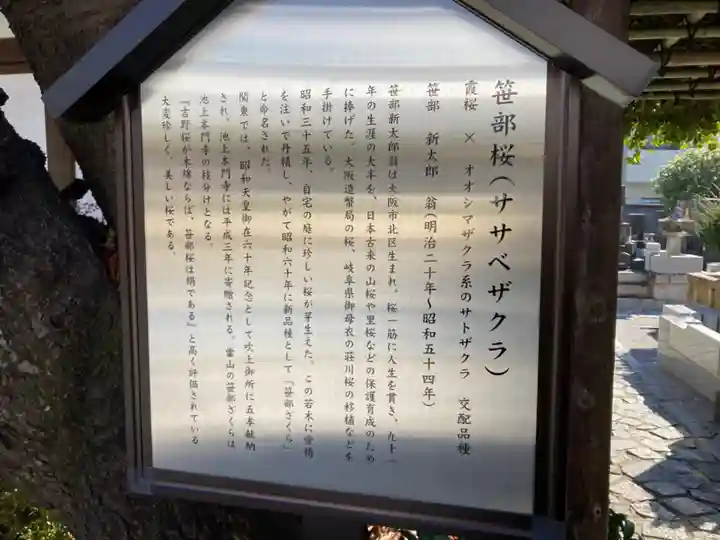 笹部桜(ササベザクラ)
霞桜 × オオシマザクラ系のサトザクラ 交配品種
笹部 新太郎 翁(明治二十年～昭和五十四年)
笹部新太郎翁は大阪市北区生まれ。桜一筋に人生を貫き、九十一
年の生涯の大半を、日本古来の山桜や里桜などの保護育成のため
に捧げた。大阪造幣局の桜、岐阜県御母衣の荘川桜の移植なども
手掛けている。
昭和三十五年、自宅の庭に珍しい桜が芽生えた。この若木に愛情
を注いで丹精し、やがて昭和六十年に新品種として「笹部ざくら」
と命名された。
関東では、昭和天皇御在六十年記念として吹上御所に五本献納
され、池上本門寺には平成三年に寄贈される。當山の笹部ざくらは
池上本門寺の枝分けとなる。
『吉野桜が木綿ならば、笹部桜は絹である』と高く評価されている
大変珍しく、美しい桜である。